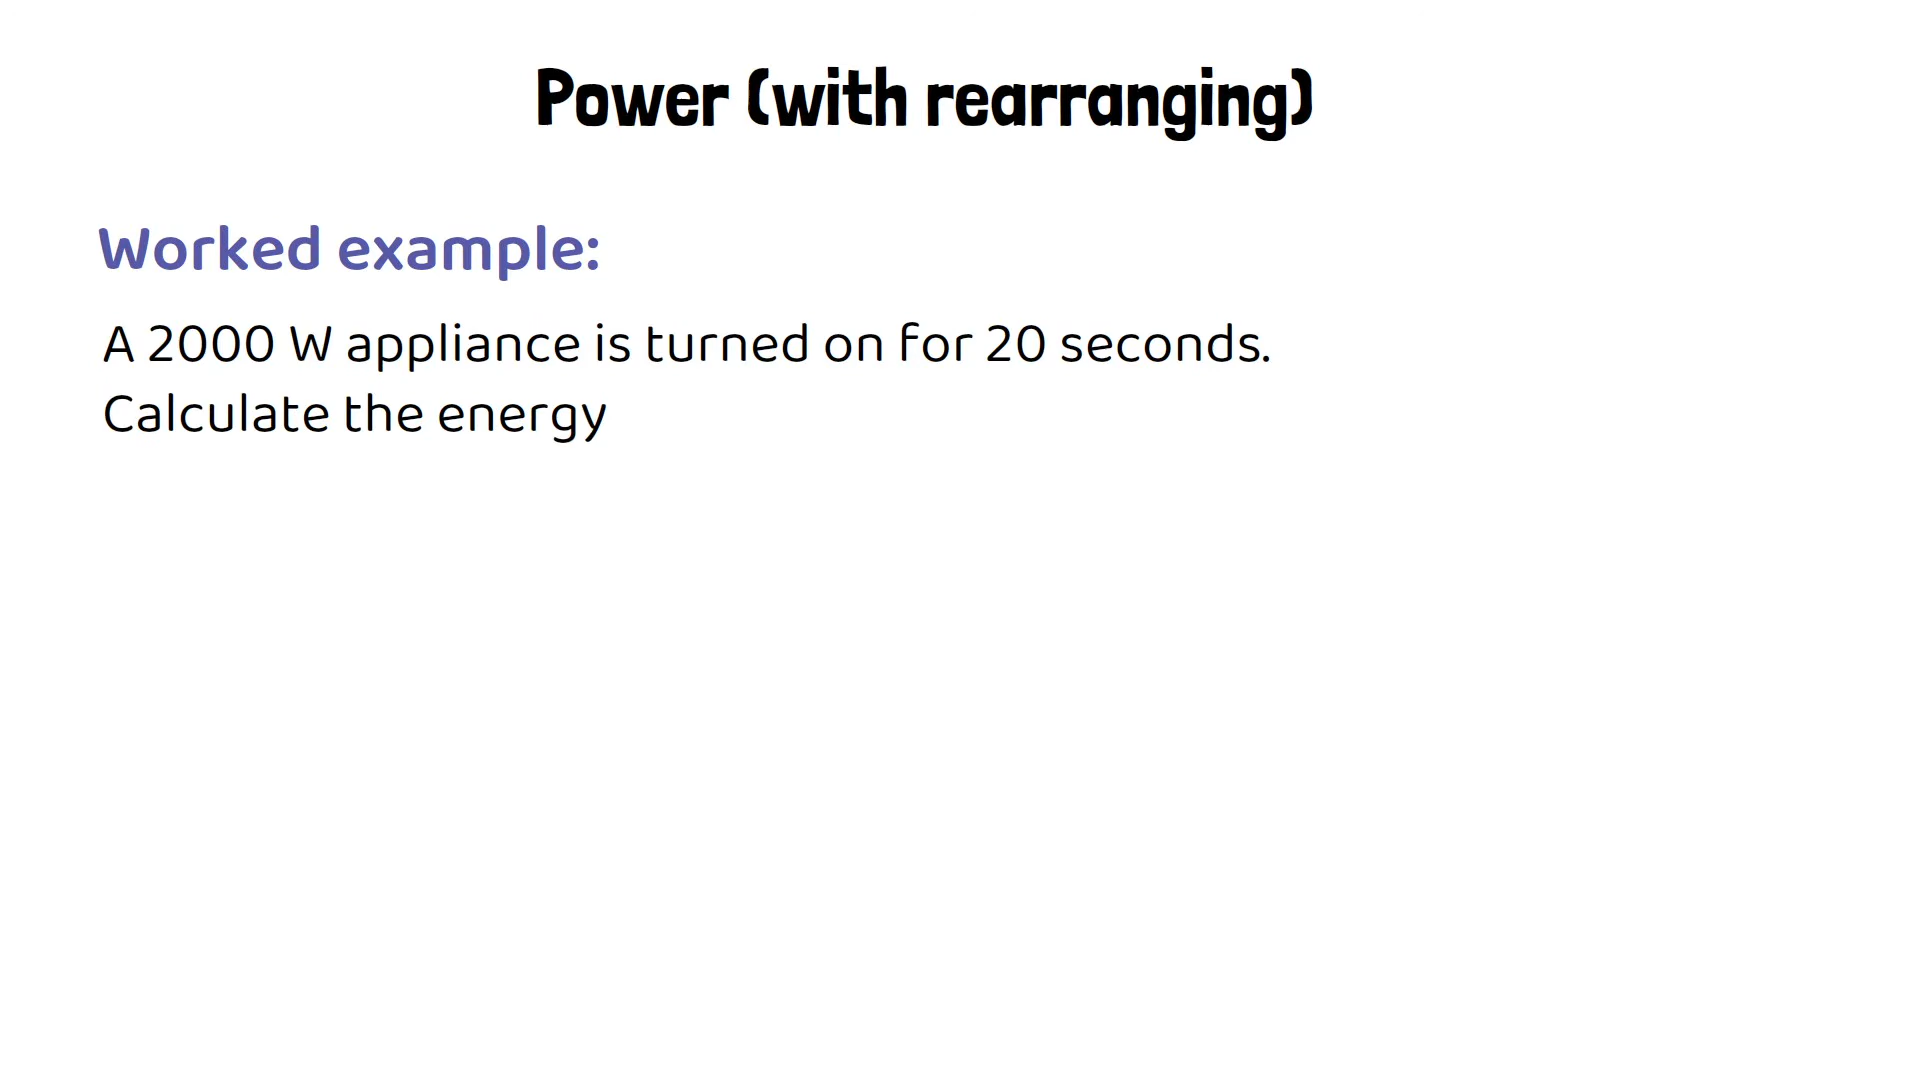 Power (with rearranging)
Worked example:
A 2000 W appliance is turned on for 20 seconds.
Calculate the energy